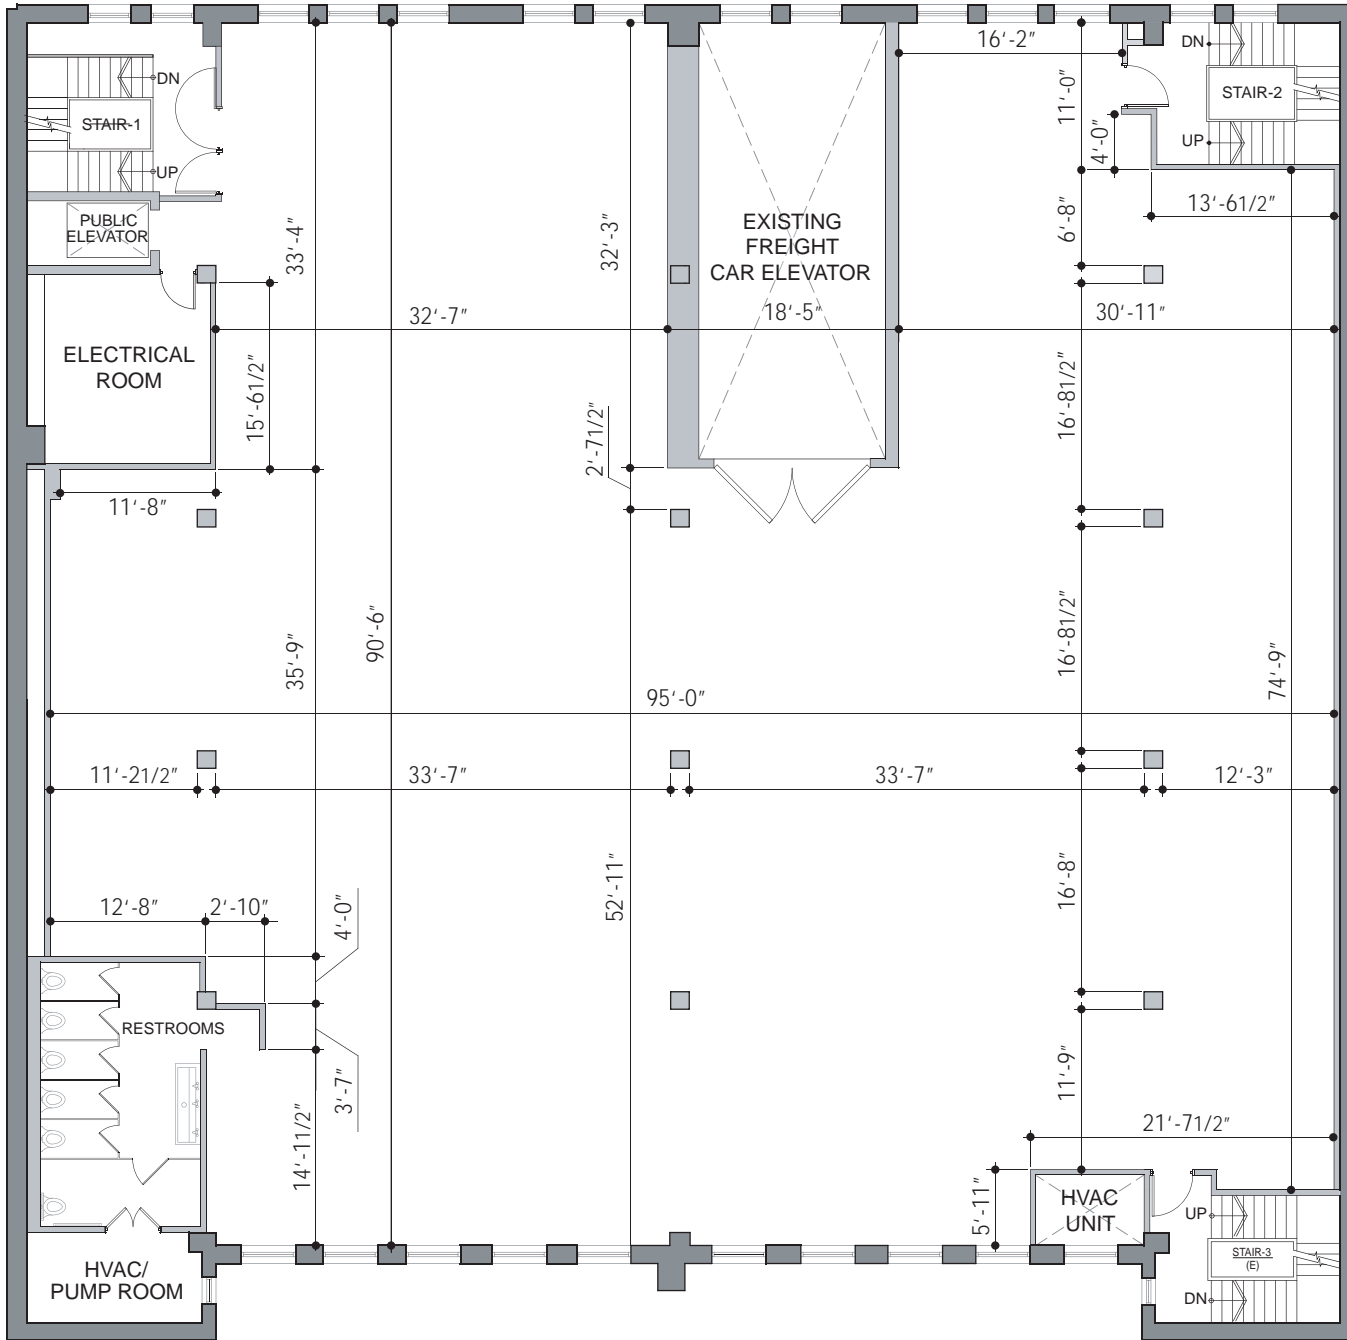 16'-2"
DN
DN
11'-0"
STAIR-2
STAIR-1
4'-0"
UP
UP
13'-61/2"
PUBLIC
ELEVATOR
33'-4"
32'-3"
EXISTING
FREIGHT
CAR ELEVATOR
6'-8"
32'-7"
18'-5"
30'-11"
ELECTRICAL
ROOM
15'-61/2"
2'-71/2"
16'-81/2"
11'-8"
35'-9"
90'-6"
16'-81/2"
74'-9"
95'-0"
11'-21/2"
33'-7"
33'-7"
12'-3"
52'-11"
16'-8"
12'-8"
2'-10"
4'-0"
RESTROOMS
3'-7"
11'-9"
14'-11/2"
21'-71/2"
5'-11"
HVAC
UNIT
UP
STAIR-3
(E)
HVAC/
PUMP ROOM
DN